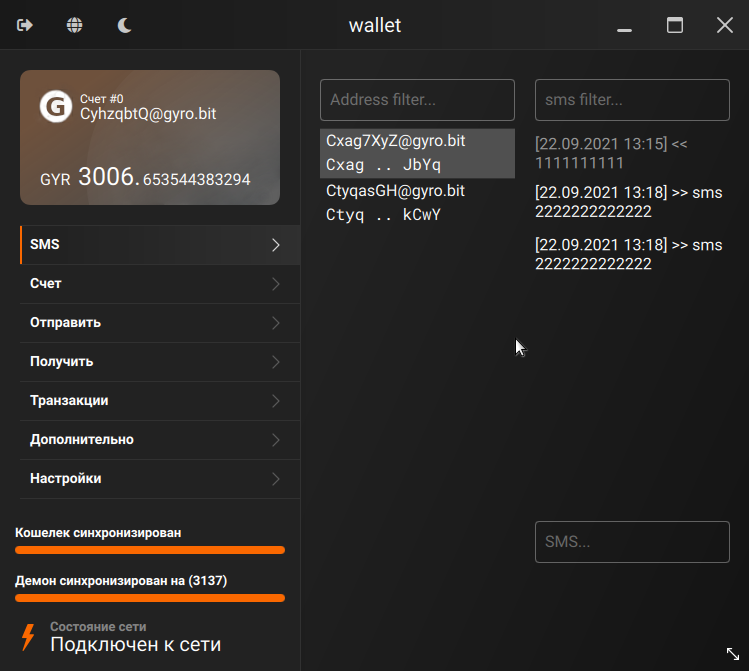 wallet
G
Счет #0
CyhzqbtQ@gyro.bit
GYR 3006.653544383294
SMS
Счет
Отправить
Получить
Транзакции
Дополнительно
Настройки
Кошелек синхронизирован
Демон синхронизирован на (3137)
Состояние сети
Подключен к сети
Address filter...
Cxag7XyZ@gyro.bit
Cxag .. JbYq
CtyqasGH@gyro.bit
Ctyq .. kCwY
sms filter...
[22.09.2021 13:15] <<
1111111111
[22.09.2021 13:18] >> sms
2222222222222
[22.09.2021 13:18] >> sms
2222222222222
SMS...